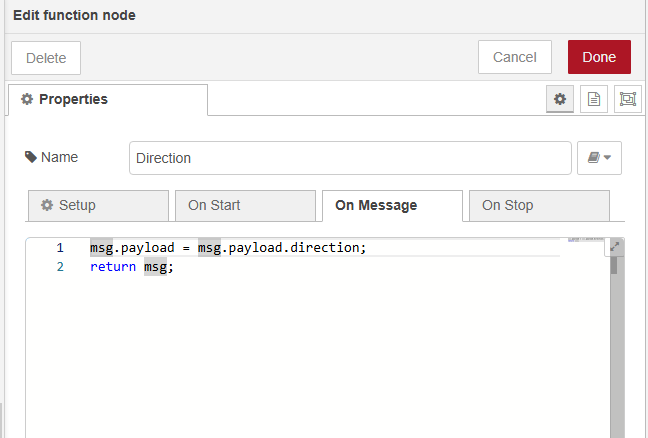 Edit function node
Delete
Cancel
Done
Properties
Name
Direction
Setup
On Start
On Message
On Stop
1 msg.payload = msg.payload.direction;
2 return msg;